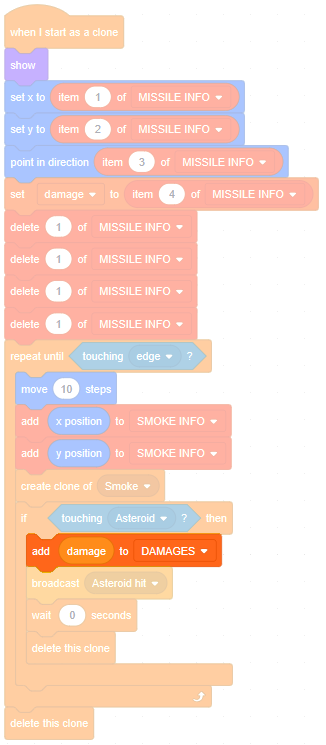 when I start as a clone
show
set x to item 1 of MISSILE INFO
set y to item 2 of MISSILE INFO
point in direction item 3 of MISSILE INFO
set damage to item 4 of MISSILE INFO
delete 1 of MISSILE INFO
delete 1 of MISSILE INFO
delete 1 of MISSILE INFO
delete 1 of MISSILE INFO
repeat until touching edge ?
move 10 steps
add x position to SMOKE INFO
add y position to SMOKE INFO
create clone of Smoke
if touching Asteroid ? then
add damage to DAMAGES
broadcast Asteroid hit
wait 0 seconds
delete this clone
delete this clone